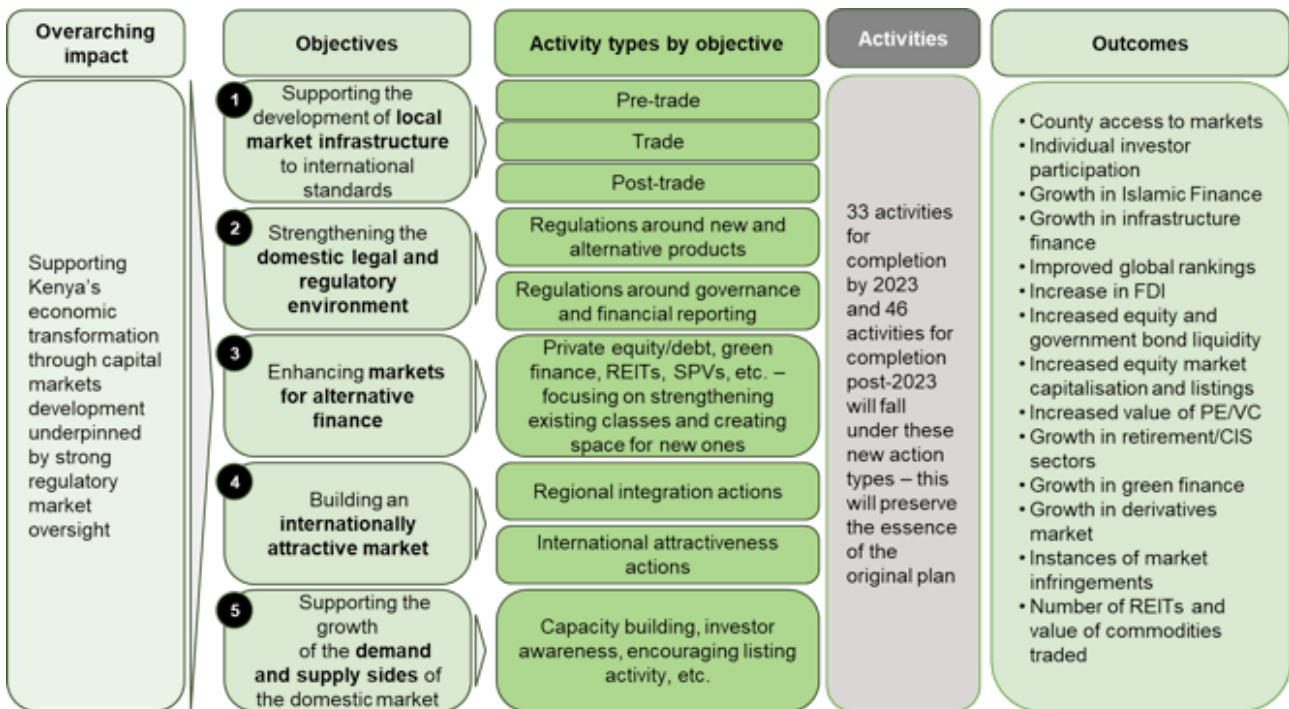 Overarching
impact
Objectives
Activity types by objective
Activities
Outcomes
Supporting
Kenya's
economic
transformation
through capital
markets
development
underpinned
by strong
regulatory
market
oversight
1
Supporting the
development of local
market infrastructure
to international
standards
Pre-trade
Trade
Post-trade
2
Strengthening the
domestic legal and
regulatory
environment
Regulations around new and
alternative products
Regulations around governance
and financial reporting
3
Enhancing markets
for alternative
finance
Private equity/debt, green
finance, REITs, SPVs, etc. –
focusing on strengthening
existing classes and creating
space for new ones
4
Building an
internationally
attractive market
Regional integration actions
International attractiveness
actions
5
Supporting the
growth
of the demand
and supply sides of
the domestic market
Capacity building, investor
awareness, encouraging listing
activity, etc.
33 activities
for
completion
by 2023
and 46
activities for
completion
post-2023
will fall
under these
new action
types – this
will preserve
the essence
of the
original plan
• County access to markets
• Individual investor
participation
• Growth in Islamic Finance
• Growth in infrastructure
finance
• Improved global rankings
• Increase in FDI
• Increased equity and
government bond liquidity
• Increased equity market
capitalisation and listings
• Increased value of PE/VC
• Growth in retirement/CIS
sectors
• Growth in green finance
• Growth in derivatives
market
• Instances of market
infringements
• Number of REITs and
value of commodities
traded